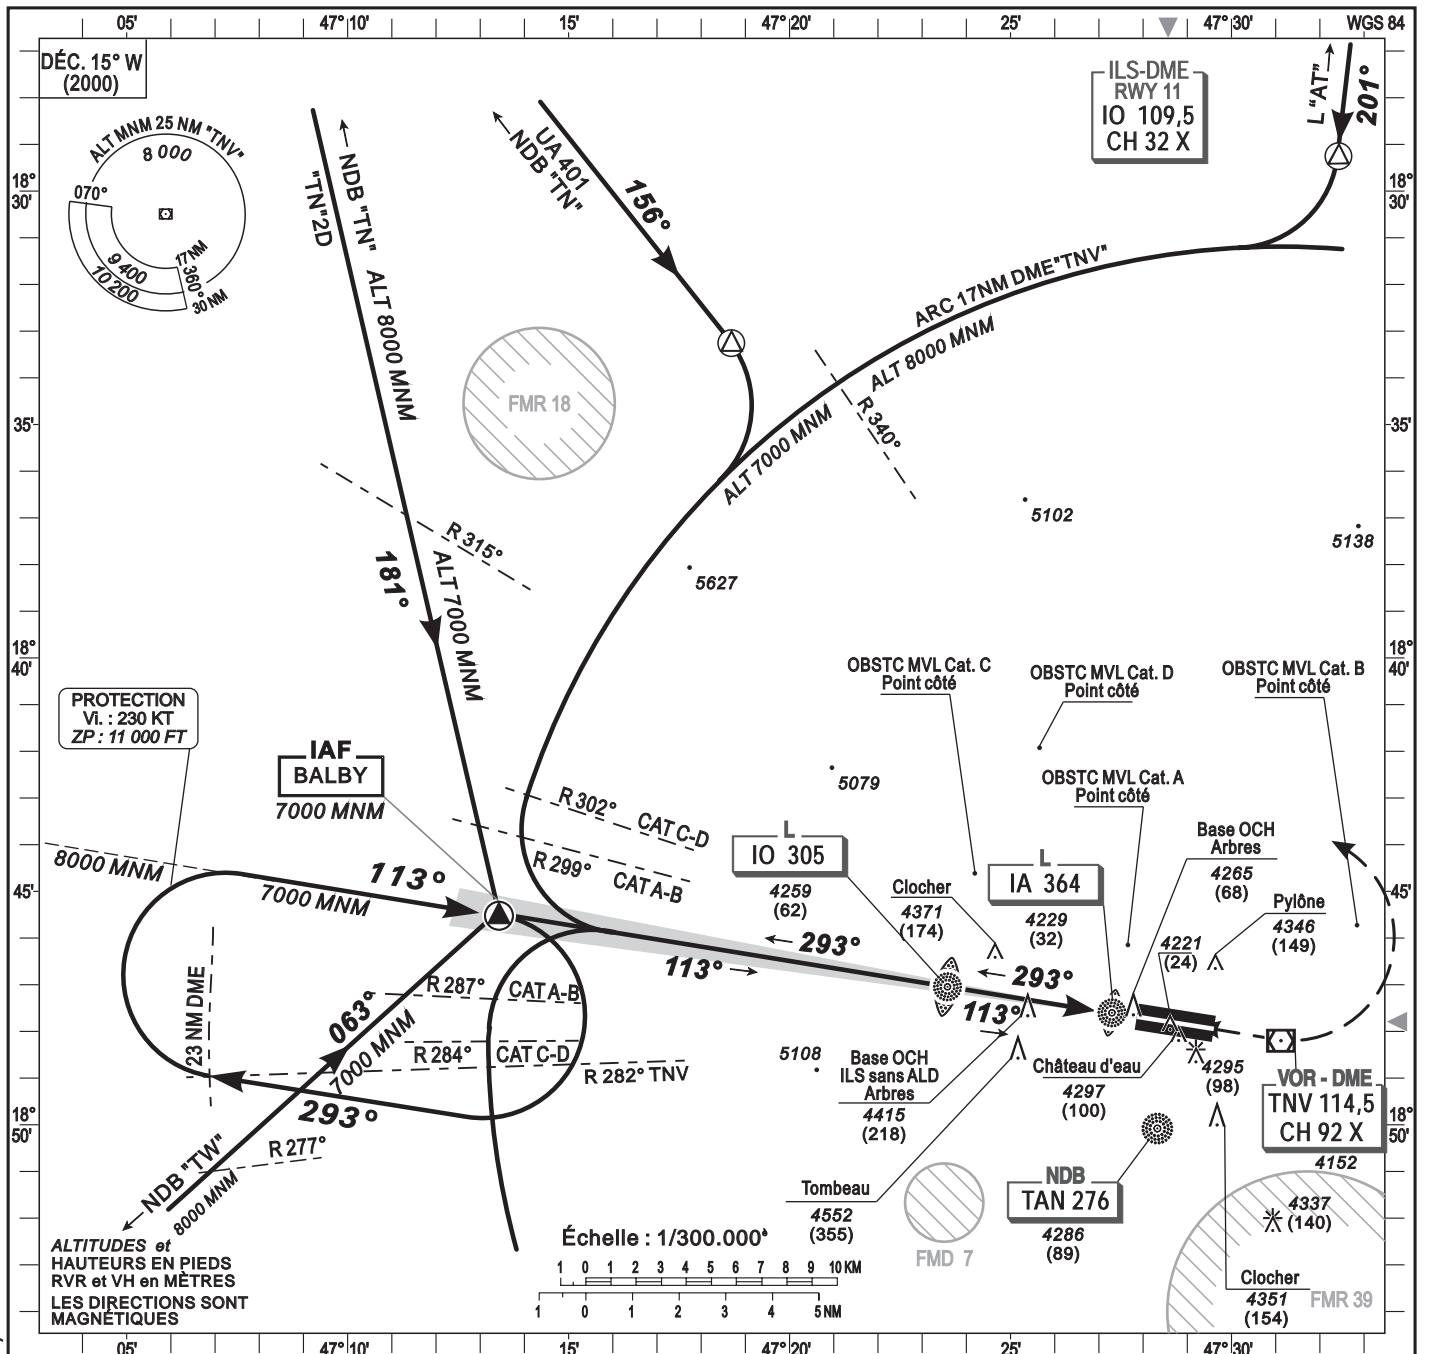 05' 47°10' 15' 47°20' 25' 47°30' WGS 84
DÉC. 15° W
(2000)
ALT MNM 25 NM "TNV"
8 000
070°
9 400
10 200
17 NM
360°
30 NM
"TN"2D
NDB "TN"
ALT 8000 MNM
UA 401
NDB "TN"
156°
ILS-DME
RWY 11
IO 109,5
CH 32 X
L "AT"
201°
18°
30'
18°
30'
ARC 17NM DME"TNV"
ALT 8000 MNM
ALT 7000 MNM
R 340°
FMR 18
35'
35'
R 315°
181°
ALT 7000 MNM
5102
5138
5627
18°
40'
18°
40'
OBSTC MVL Cat. C
Point côté
OBSTC MVL Cat. D
Point côté
OBSTC MVL Cat. B
Point côté
PROTECTION
Vi. : 230 KT
ZP : 11 000 FT
IAF
BALBY
7000 MNM
5079
OBSTC MVL Cat. A
Point côté
R 302° CAT C-D
R 299° CAT A-B
L
IO 305
4259
(62)
Clocher
4371
(174)
L
IA 364
4229
(32)
Base OCH
Arbres
4265
(68)
4221
(24)
Pylône
4346
(149)
8000 MNM
7000 MNM
113°
45'
45'
293°
113°
293°
113°
23 NM DME
R 287° CAT A-B
063°
7000 MNM
R 284° CAT C-D
R 282° TNV
293°
5108
Base OCH
ILS sans ALD
Arbres
4415
(218)
Château d'eau
4297
(100)
4295
(98)
VOR - DME
TNV 114,5
CH 92 X
4152
18°
50'
18°
50'
R 277°
NDB "TW"
8000 MNM
Tombeau
4552
(355)
FMD 7
NDB
TAN 276
4286
(89)
4337
(140)
Clocher
4351
(154)
FMR 39
ALTITUDES et
HAUTEURS EN PIEDS
RVR et VH en MÈTRES
LES DIRECTIONS SONT
MAGNÉTIQUES
Échelle : 1/300.000è
1 0 1 2 3 4 5 6 7 8 9 10 KM
1 0 1 2 3 4 5 NM
05' 47°10' 15' 47°20' 25' 47°30'